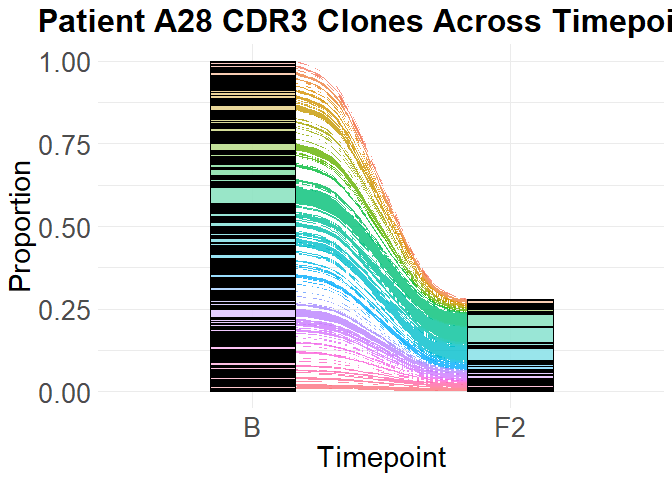 Patient A28 CDR3 Clones Across Timepoi
1.00
0.75
0.50
0.25
0.00
Proportion
B
F2
Timepoint